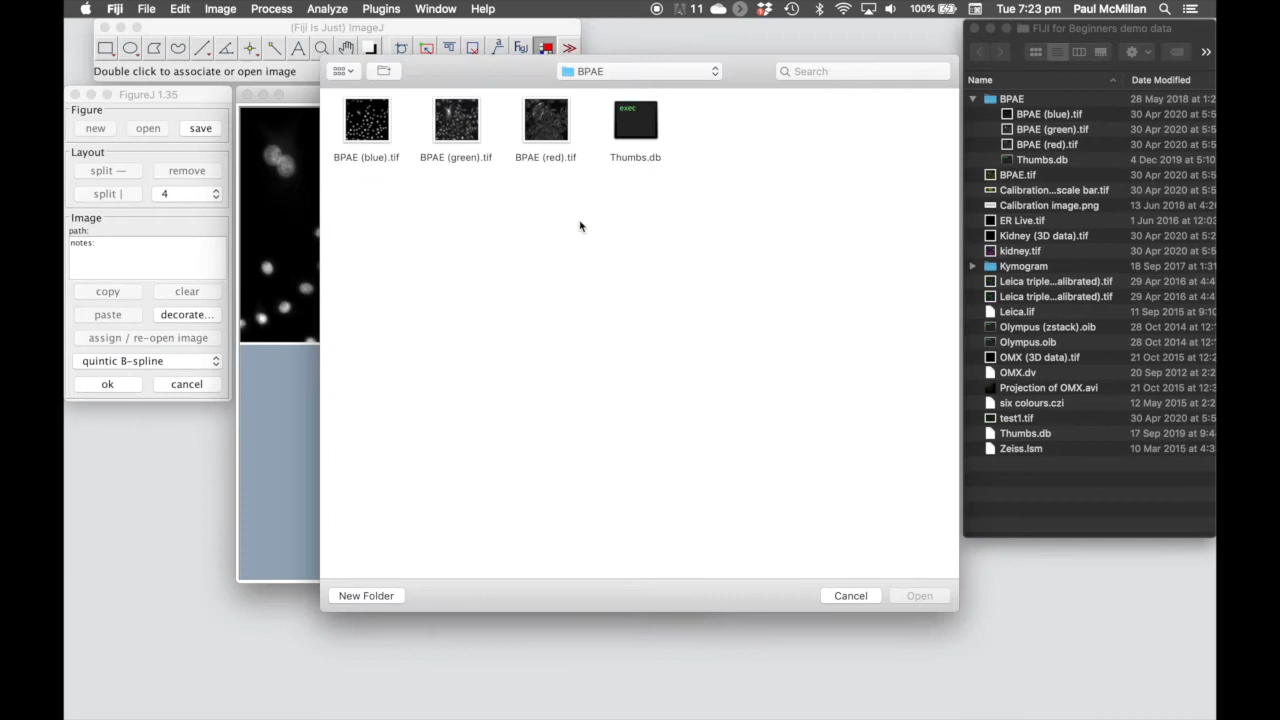 Fiji File Edit Image Process Analyze Plugins Window Help 11 100% Tue 7:23 pm Paul McMillan
(Fiji Is Just) ImageJ
Double click to associate or open image
FigureJ 1.35
Figure
new open save
Layout
split — remove
split | 4
Image
path:
notes:
copy clear
paste decorate...
assign / re-open image
quintic B-spline
ok cancel
BPAE
Search
exec
BPAE (blue).tif BPAE (green).tif BPAE (red).tif Thumbs.db
New Folder Cancel Open
FIJI for Beginners demo data
Name Date Modified
BPAE 28 May 2018 at 1:2
BPAE (blue).tif 30 Apr 2020 at 5:5
BPAE (green).tif 30 Apr 2020 at 5:5
BPAE (red).tif 30 Apr 2020 at 5:5
Thumbs.db 4 Dec 2019 at 5:10
BPAE.tif 30 Apr 2020 at 5:5
Calibration...scale bar.tif 30 Apr 2020 at 5:5
Calibration image.png 13 Jun 2018 at 4:2
ER Live.tif 1 Jun 2016 at 12:03
Kidney (3D data).tif 30 Apr 2020 at 5:2
kidney.tif 30 Apr 2020 at 5:5
Kymogram 18 Sep 2017 at 1:31
Leica triple...alibrated).tif 29 Apr 2016 at 4:4
Leica triple...alibrated).tif 29 Apr 2016 at 4:4
Leica.lif 11 Sep 2015 at 9:10
Olympus (zstack).oib 28 Oct 2014 at 12:
Olympus.oib 28 Oct 2014 at 12:
OMX (3D data).tif 21 Oct 2015 at 12:
OMX.dv 20 Sep 2012 at 2:
Projection of OMX.avi 21 Oct 2015 at 12:
six colours.czi 12 May 2015 at 2:2
test1.tif 30 Apr 2020 at 5:5
Thumbs.db 17 Sep 2019 at 9:4
Zeiss.lsm 10 Mar 2015 at 4:3